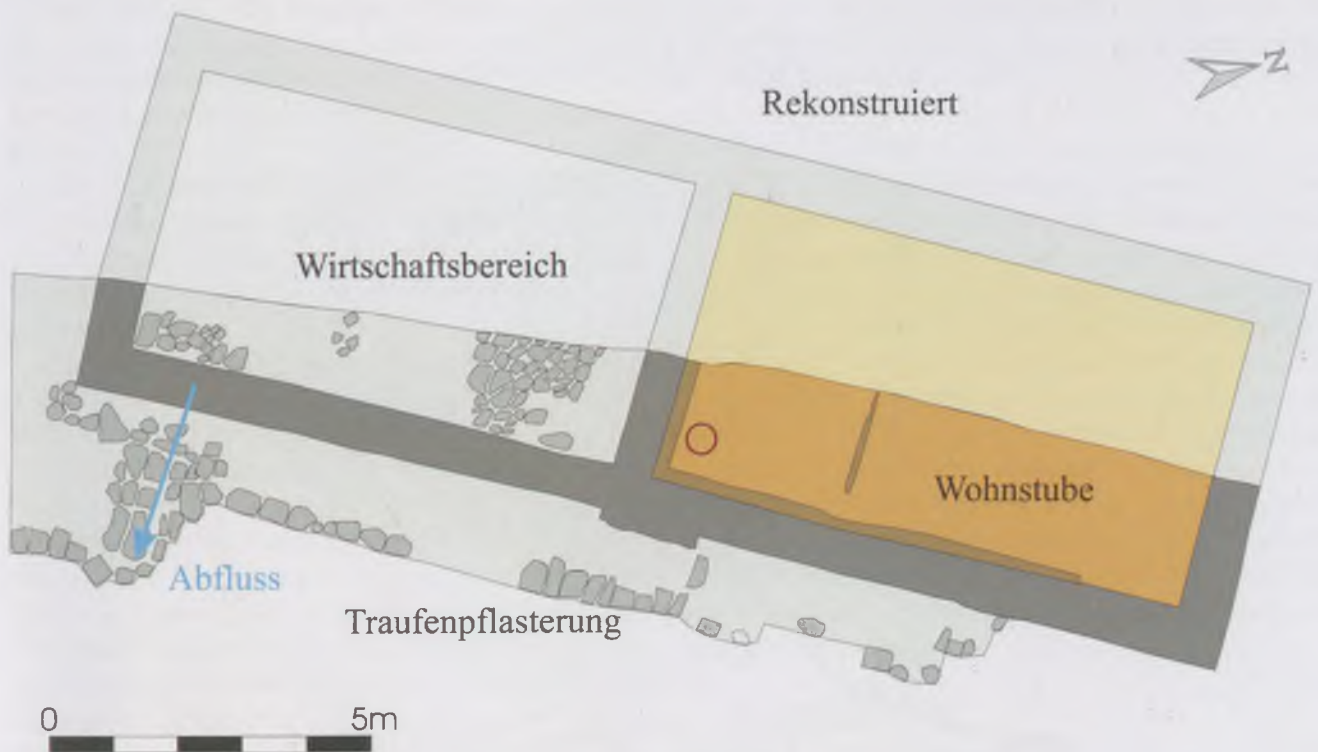 N
Rekonstruiert
Wirtschaftsbereich
Wohnstube
Abfluss
Traufenpflasterung
0 5m